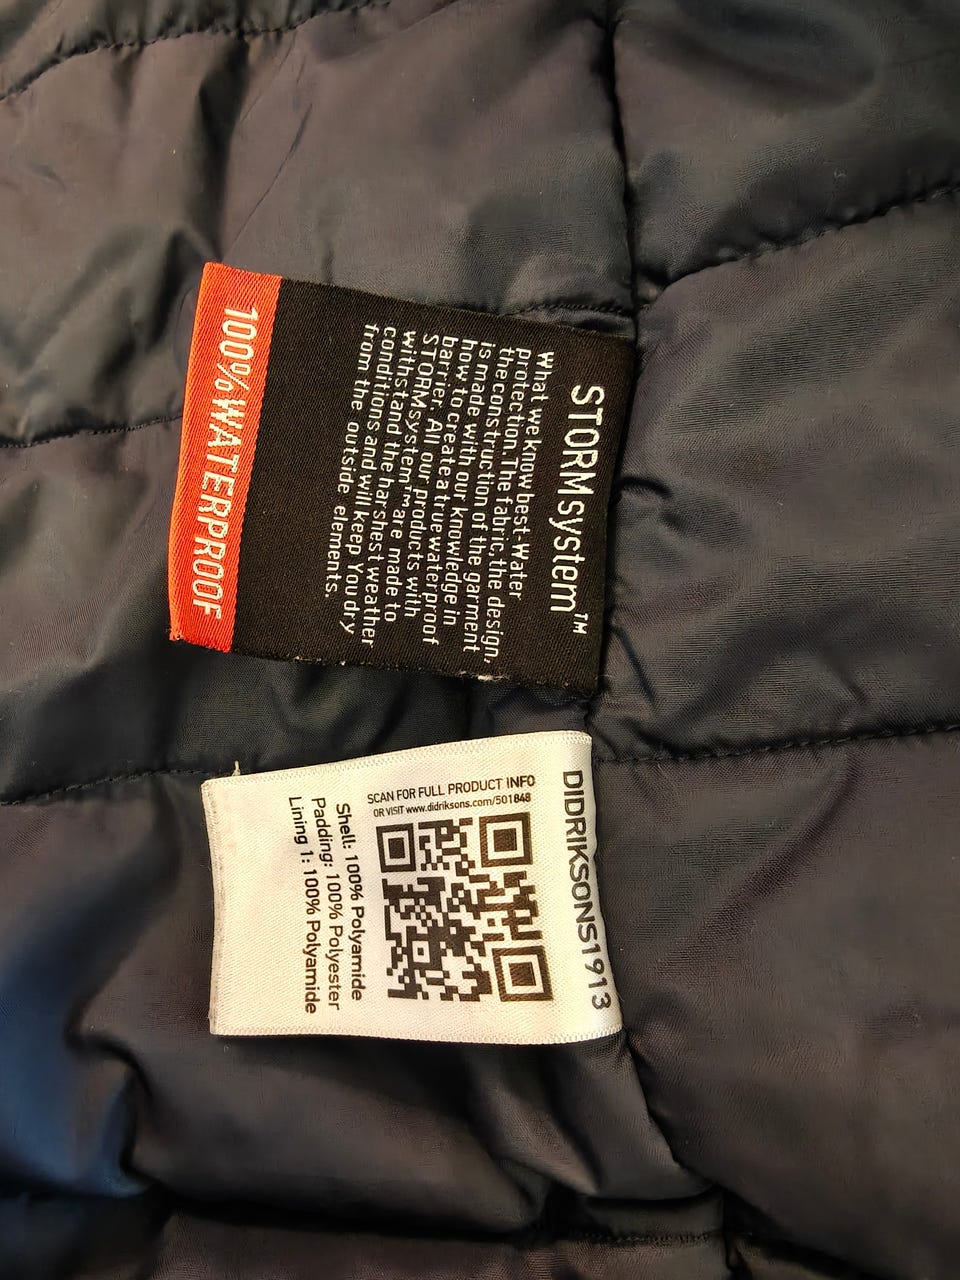 STORMsystem™
What we know best-Water
protection.The fabric,the design,
the construction of the garment
is made with our knowledge in
how to create a true waterproof
barrier. All our products with
STORMsystem™ are made to
withstand the harshest weather
conditions and will keep You dry
from the outside elements.
100% WATERPROOF
DIDRIKSONS1913
SCAN FOR FULL PRODUCT INFO
OR VISIT www.didriksons.com/501848
Shell: 100% Polyamide
Padding: 100% Polyester
Lining 1: 100% Polyamide